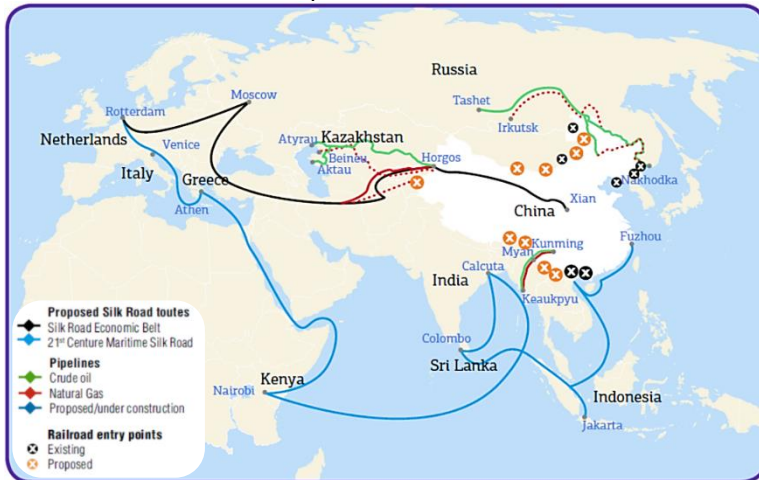 Russia
Moscow
Tashet
Rotterdam
Irkutsk
Netherlands
Kazakhstan
Atyrau
Venice
Beineu
Horgos
Italy
Aktau
Nakhodka
Greece
Athen
Xian
China
Fuzhou
Kunming
Myan
Calcuta
India
Keaukpyu
Colombo
Sri Lanka
Kenya
Nairobi
Indonesia
Jakarta
Proposed Silk Road toutes
Silk Road Economic Belt
21st Centure Maritime Silk Road
Pipelines
Crude oil
Natural Gas
Proposed/under construction
Railroad entry points
Existing
Proposed